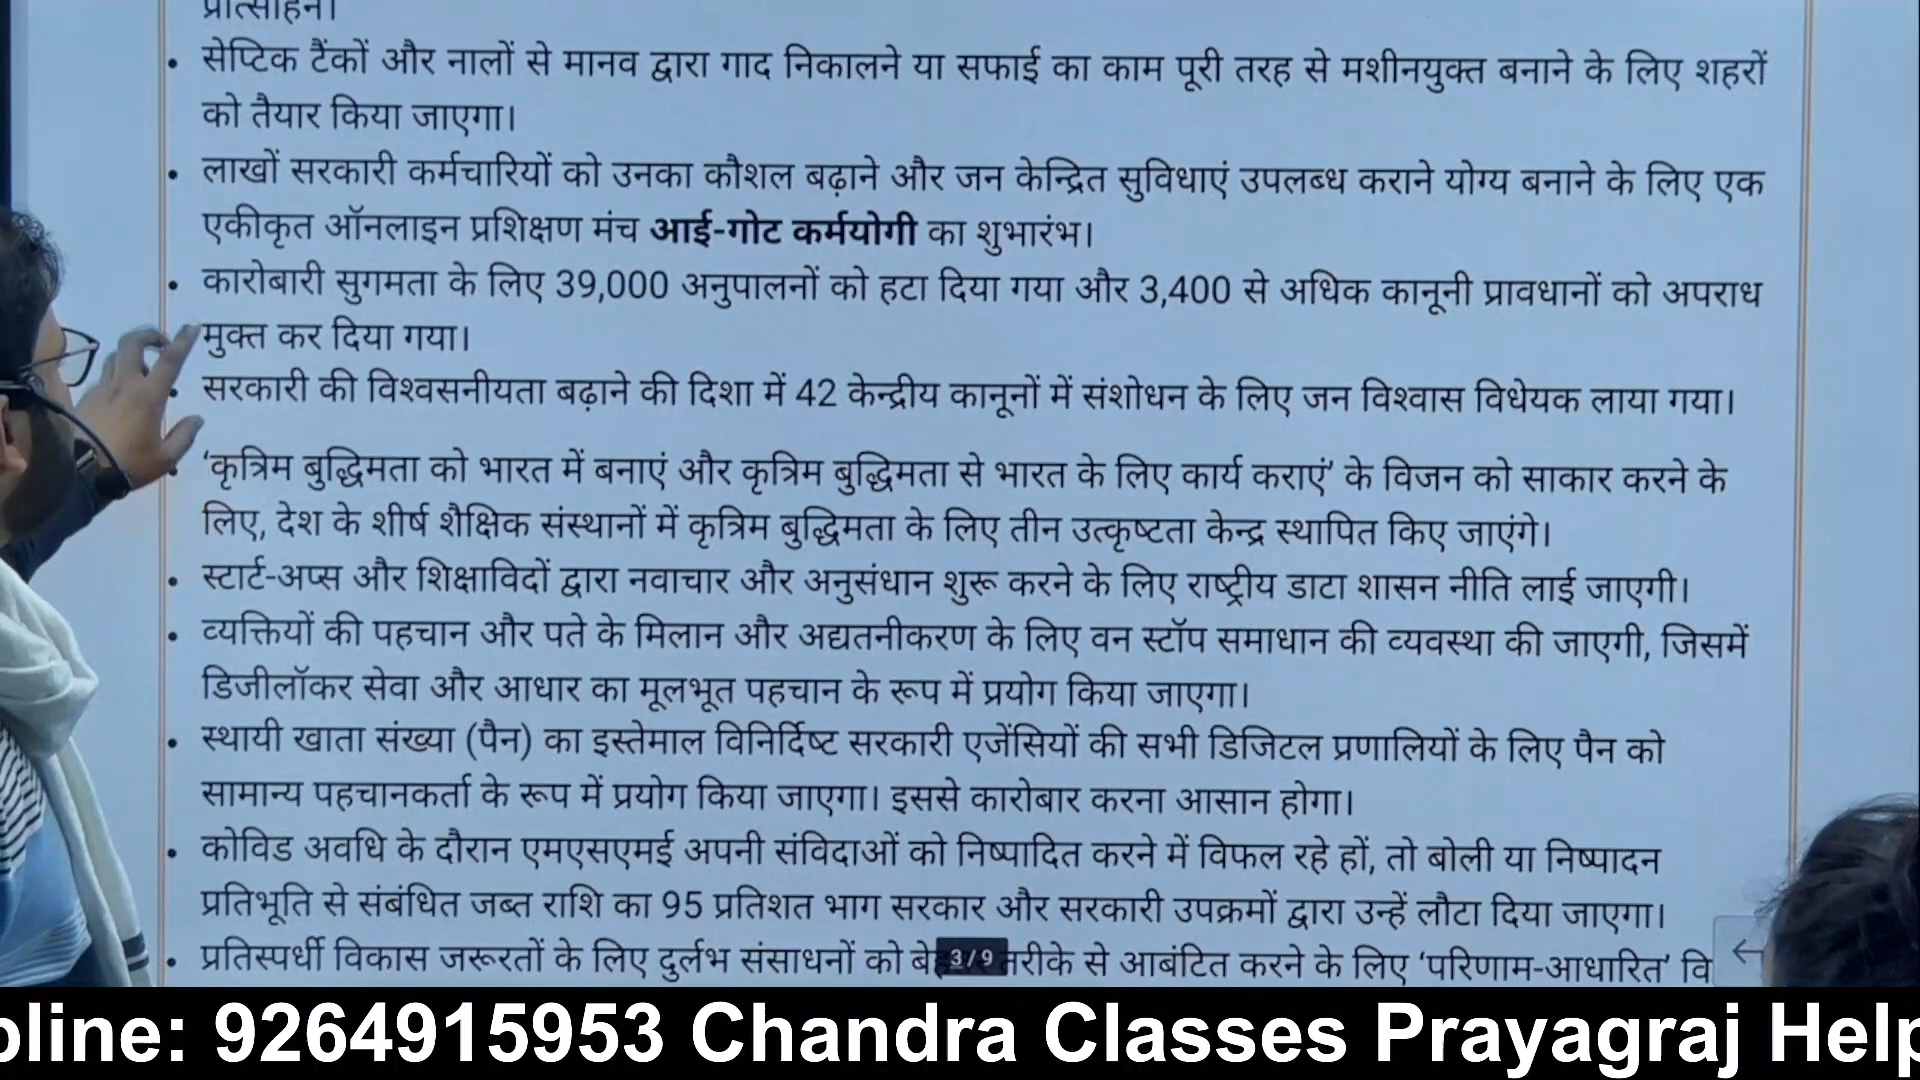 प्रोत्साहन।
• सेप्टिक टैंकों और नालों से मानव द्वारा गाद निकालने या सफाई का काम पूरी तरह से मशीनयुक्त बनाने के लिए शहरों
को तैयार किया जाएगा।
• लाखों सरकारी कर्मचारियों को उनका कौशल बढ़ाने और जन केन्द्रित सुविधाएं उपलब्ध कराने योग्य बनाने के लिए एक
एकीकृत ऑनलाइन प्रशिक्षण मंच आई-गोट कर्मयोगी का शुभारंभ।
• कारोबारी सुगमता के लिए 39,000 अनुपालनों को हटा दिया गया और 3,400 से अधिक कानूनी प्रावधानों को अपराध
मुक्त कर दिया गया।
• सरकारी की विश्वसनीयता बढ़ाने की दिशा में 42 केन्द्रीय कानूनों में संशोधन के लिए जन विश्वास विधेयक लाया गया।
• ‘कृत्रिम बुद्धिमता को भारत में बनाएं और कृत्रिम बुद्धिमता से भारत के लिए कार्य कराएं’ के विजन को साकार करने के
लिए, देश के शीर्ष शैक्षिक संस्थानों में कृत्रिम बुद्धिमता के लिए तीन उत्कृष्टता केन्द्र स्थापित किए जाएंगे।
• स्टार्ट-अप्स और शिक्षाविदों द्वारा नवाचार और अनुसंधान शुरू करने के लिए राष्ट्रीय डाटा शासन नीति लाई जाएगी।
• व्यक्तियों की पहचान और पते के मिलान और अद्यतनीकरण के लिए वन स्टॉप समाधान की व्यवस्था की जाएगी, जिसमें
डिजीलॉकर सेवा और आधार का मूलभूत पहचान के रूप में प्रयोग किया जाएगा।
• स्थायी खाता संख्या (पैन) का इस्तेमाल विनिर्दिष्ट सरकारी एजेंसियों की सभी डिजिटल प्रणालियों के लिए पैन को
सामान्य पहचानकर्ता के रूप में प्रयोग किया जाएगा। इससे कारोबार करना आसान होगा।
• कोविड अवधि के दौरान एमएसएमई अपनी संविदाओं को निष्पादित करने में विफल रहे हों, तो बोली या निष्पादन
प्रतिभूति से संबंधित जब्त राशि का 95 प्रतिशत भाग सरकार और सरकारी उपक्रमों द्वारा उन्हें लौटा दिया जाएगा।
• प्रतिस्पर्धी विकास जरूरतों के लिए दुर्लभ संसाधनों को से आबंटित करने के लिए ‘परिणाम-आधारित’ वि
3/9
pline: 9264915953 Chandra Classes Prayagraj Help